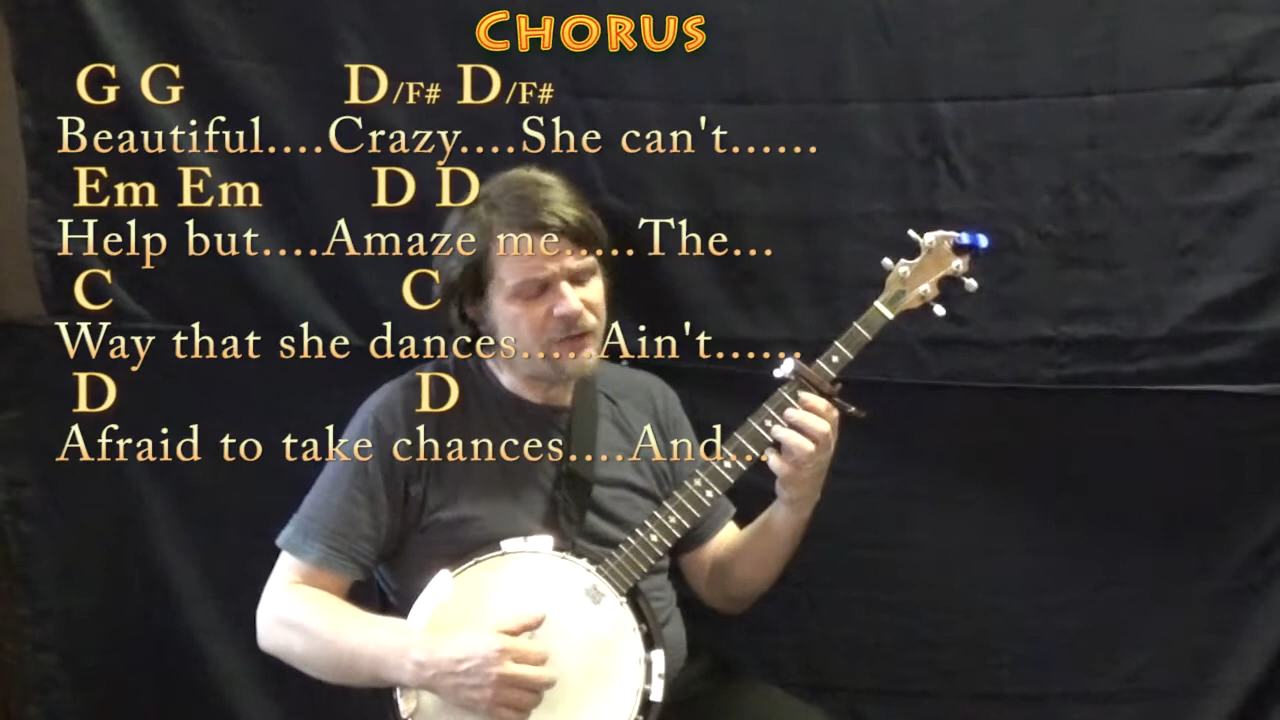 CHORUS
G G D/F# D/F#
Beautiful....Crazy....She can't......
Em Em D D
Help but....Amaze me.....The...
C C
Way that she dances.....Ain't......
D D
Afraid to take chances....And...